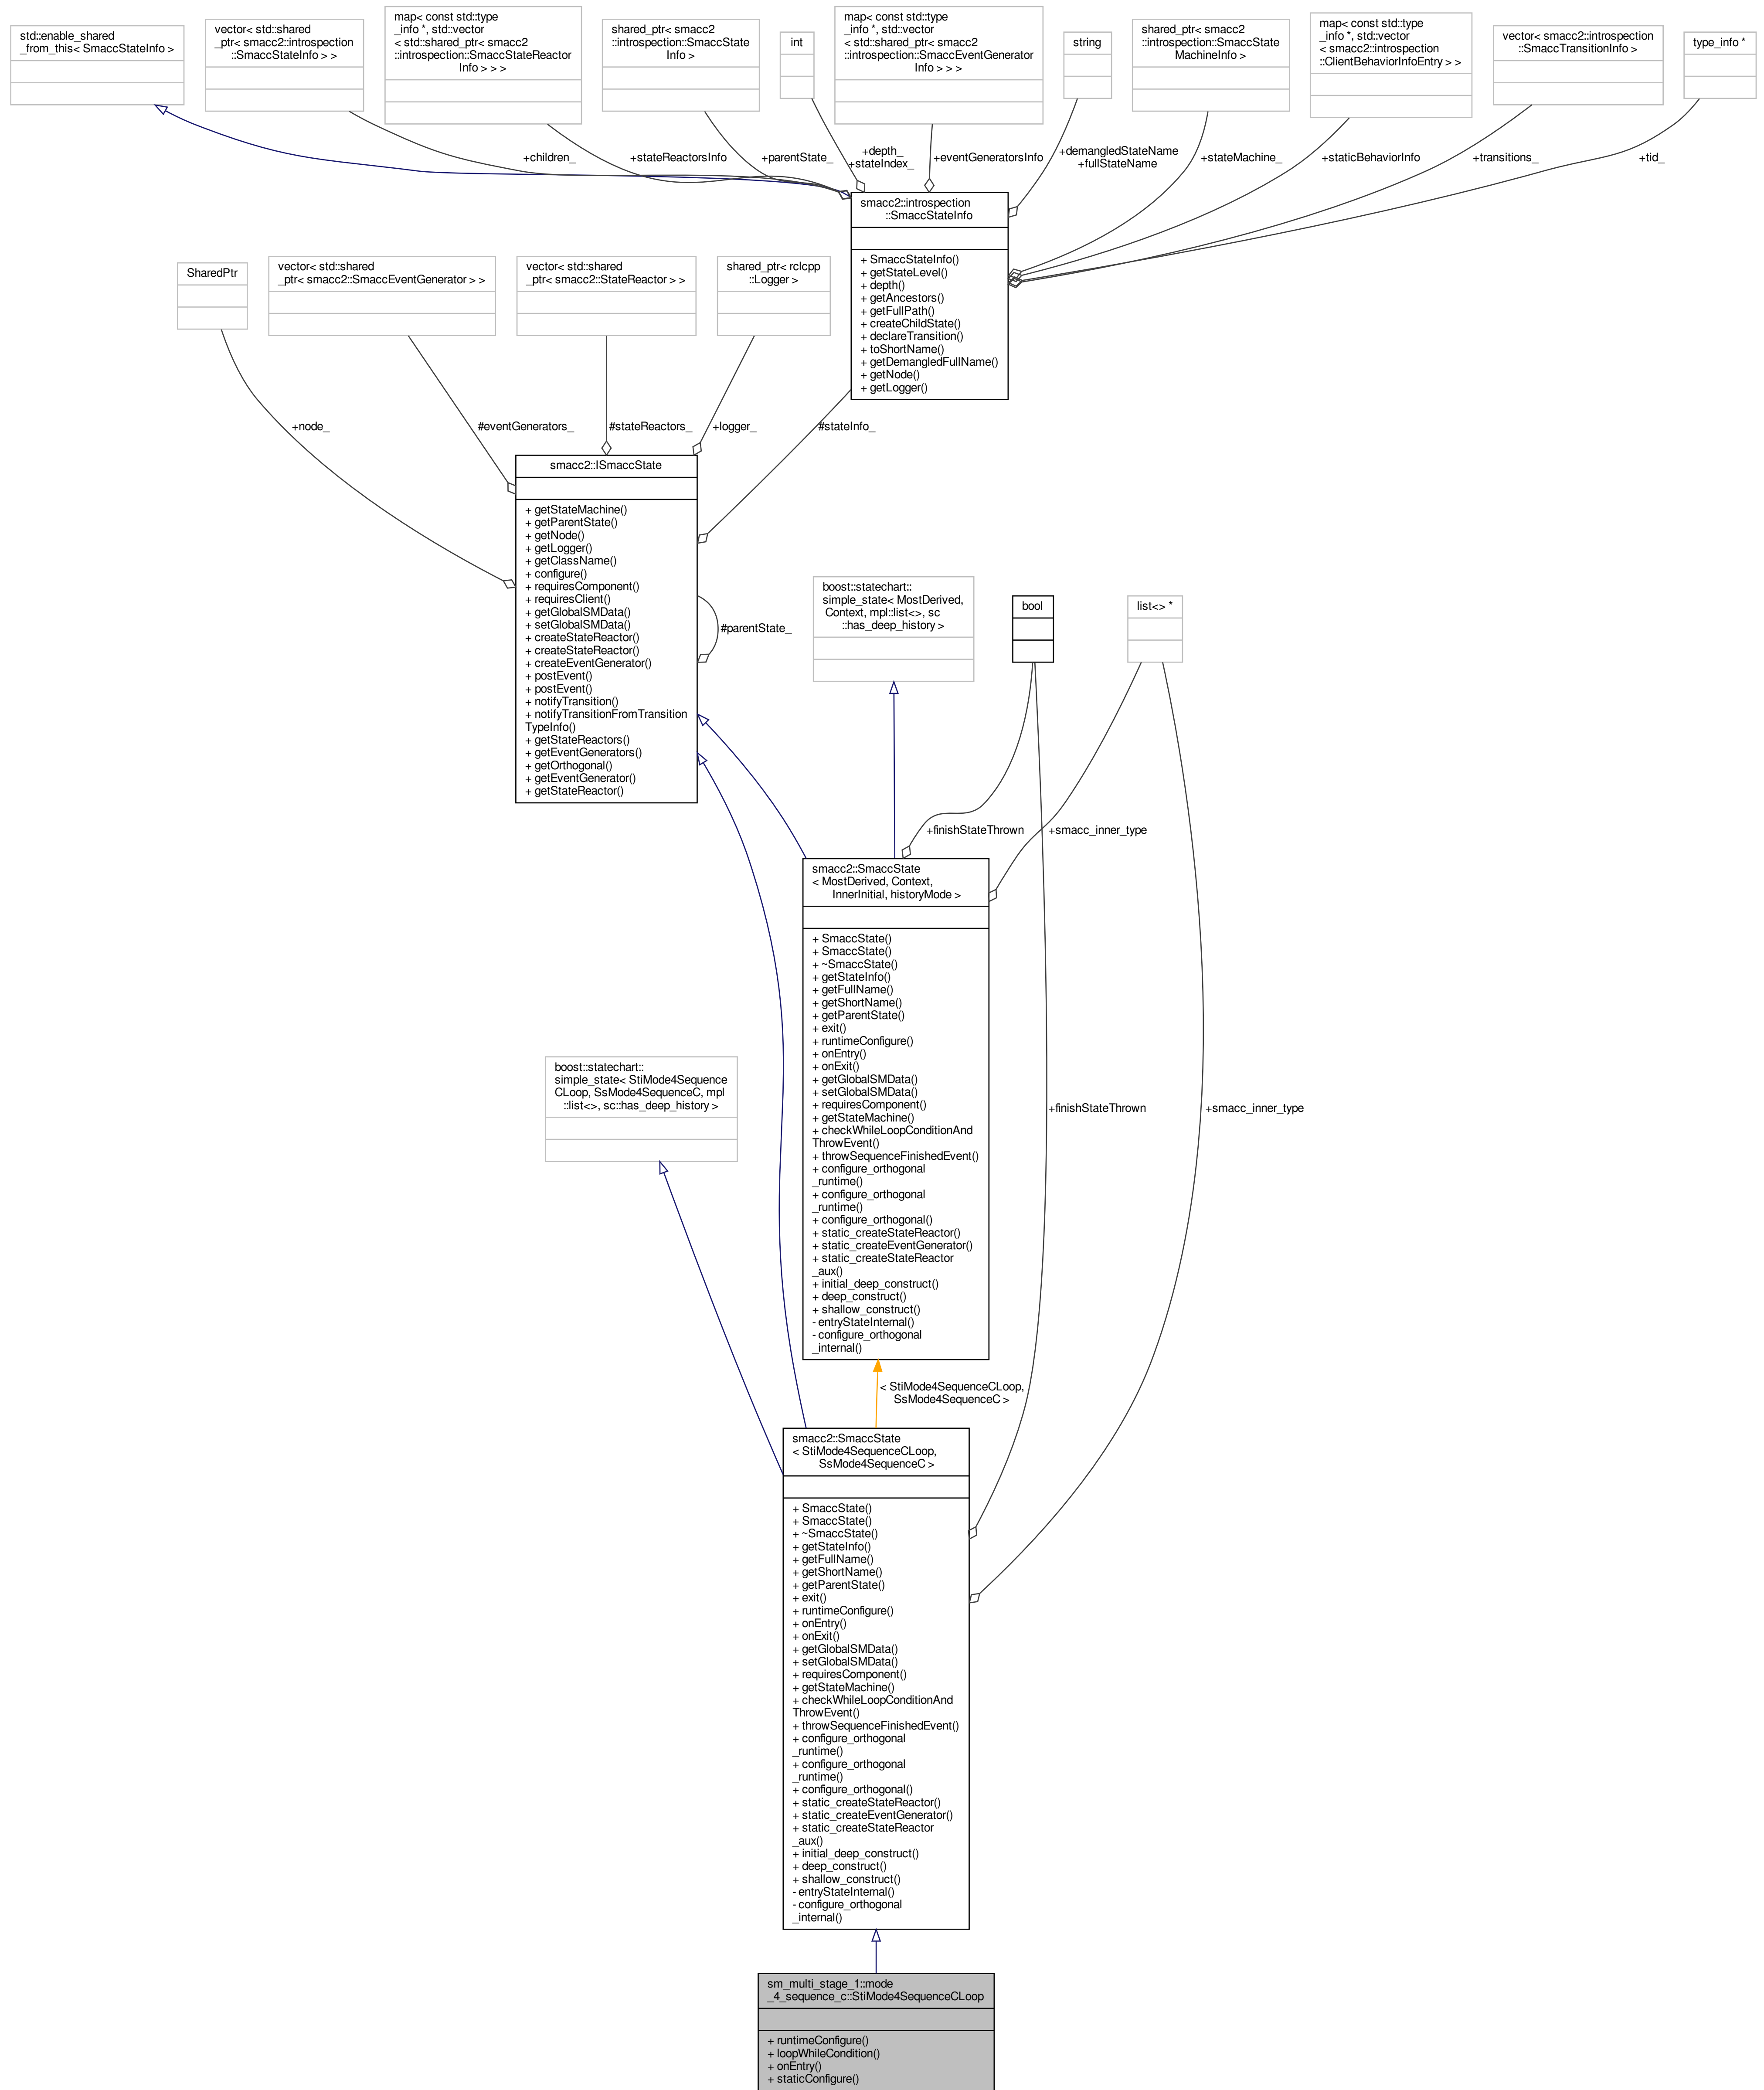 std::enable_shared
_from_this< SmaccStateInfo >
vector< std::shared
_ptr< smacc2::introspection
::SmaccStateInfo > >
map< const std::type
_info *, std::vector
< std::shared_ptr< smacc2
::introspection::SmaccStateReactor
Info > > >
shared_ptr< smacc2
::introspection::SmaccState
Info >
int
map< const std::type
_info *, std::vector
< std::shared_ptr< smacc2
::introspection::SmaccEventGenerator
Info > > >
string
shared_ptr< smacc2
::introspection::SmaccState
MachineInfo >
map< const std::type
_info *, std::vector
< smacc2::introspection
::ClientBehaviorInfoEntry > >
vector< smacc2::introspection
::SmaccTransitionInfo >
type_info *
+children_
+stateReactorsInfo
+parentState_
+depth_
+stateIndex_
+eventGeneratorsInfo
+demangledStateName
+fullStateName
+stateMachine_
+staticBehaviorInfo
+transitions_
+tid_
smacc2::introspection
::SmaccStateInfo
+ SmaccStateInfo()
+ getStateLevel()
+ depth()
+ getAncestors()
+ getFullPath()
+ createChildState()
+ declareTransition()
+ toShortName()
+ getDemangledFullName()
+ getNode()
+ getLogger()
SharedPtr
vector< std::shared
_ptr< smacc2::SmaccEventGenerator > >
vector< std::shared
_ptr< smacc2::StateReactor > >
shared_ptr< rclcpp
::Logger >
+node_
#eventGenerators_
#stateReactors_
+logger_
#stateInfo_
smacc2::ISmaccState
+ getStateMachine()
+ getParentState()
+ getNode()
+ getLogger()
+ getClassName()
+ configure()
+ requiresComponent()
+ requiresClient()
+ getGlobalSMData()
+ setGlobalSMData()
+ createStateReactor()
+ createStateReactor()
+ createEventGenerator()
+ postEvent()
+ postEvent()
+ notifyTransition()
+ notifyTransitionFromTransition
TypeInfo()
+ getStateReactors()
+ getEventGenerators()
+ getOrthogonal()
+ getEventGenerator()
+ getStateReactor()
#parentState_
boost::statechart::
simple_state< MostDerived,
Context, mpl::list<>, sc
::has_deep_history >
bool
list<> *
+finishStateThrown
+smacc_inner_type
smacc2::SmaccState
< MostDerived, Context,
InnerInitial, historyMode >
+ SmaccState()
+ SmaccState()
+ ~SmaccState()
+ getStateInfo()
+ getFullName()
+ getShortName()
+ getParentState()
+ exit()
+ runtimeConfigure()
+ onEntry()
+ onExit()
+ getGlobalSMData()
+ setGlobalSMData()
+ requiresComponent()
+ getStateMachine()
+ checkWhileLoopConditionAnd
ThrowEvent()
+ throwSequenceFinishedEvent()
+ configure_orthogonal
_runtime()
+ configure_orthogonal
_runtime()
+ configure_orthogonal()
+ static_createStateReactor()
+ static_createEventGenerator()
+ static_createStateReactor
_aux()
+ initial_deep_construct()
+ deep_construct()
+ shallow_construct()
- entryStateInternal()
- configure_orthogonal
_internal()
boost::statechart::
simple_state< StiMode4Sequence
CLoop, SsMode4SequenceC, mpl
::list<>, sc::has_deep_history >
+finishStateThrown
+smacc_inner_type
< StiMode4SequenceCLoop,
SsMode4SequenceC >
smacc2::SmaccState
< StiMode4SequenceCLoop,
SsMode4SequenceC >
+ SmaccState()
+ SmaccState()
+ ~SmaccState()
+ getStateInfo()
+ getFullName()
+ getShortName()
+ getParentState()
+ exit()
+ runtimeConfigure()
+ onEntry()
+ onExit()
+ getGlobalSMData()
+ setGlobalSMData()
+ requiresComponent()
+ getStateMachine()
+ checkWhileLoopConditionAnd
ThrowEvent()
+ throwSequenceFinishedEvent()
+ configure_orthogonal
_runtime()
+ configure_orthogonal
_runtime()
+ configure_orthogonal()
+ static_createStateReactor()
+ static_createEventGenerator()
+ static_createStateReactor
_aux()
+ initial_deep_construct()
+ deep_construct()
+ shallow_construct()
- entryStateInternal()
- configure_orthogonal
_internal()
sm_multi_stage_1::mode
_4_sequence_c::StiMode4SequenceCLoop
+ runtimeConfigure()
+ loopWhileCondition()
+ onEntry()
+ staticConfigure()